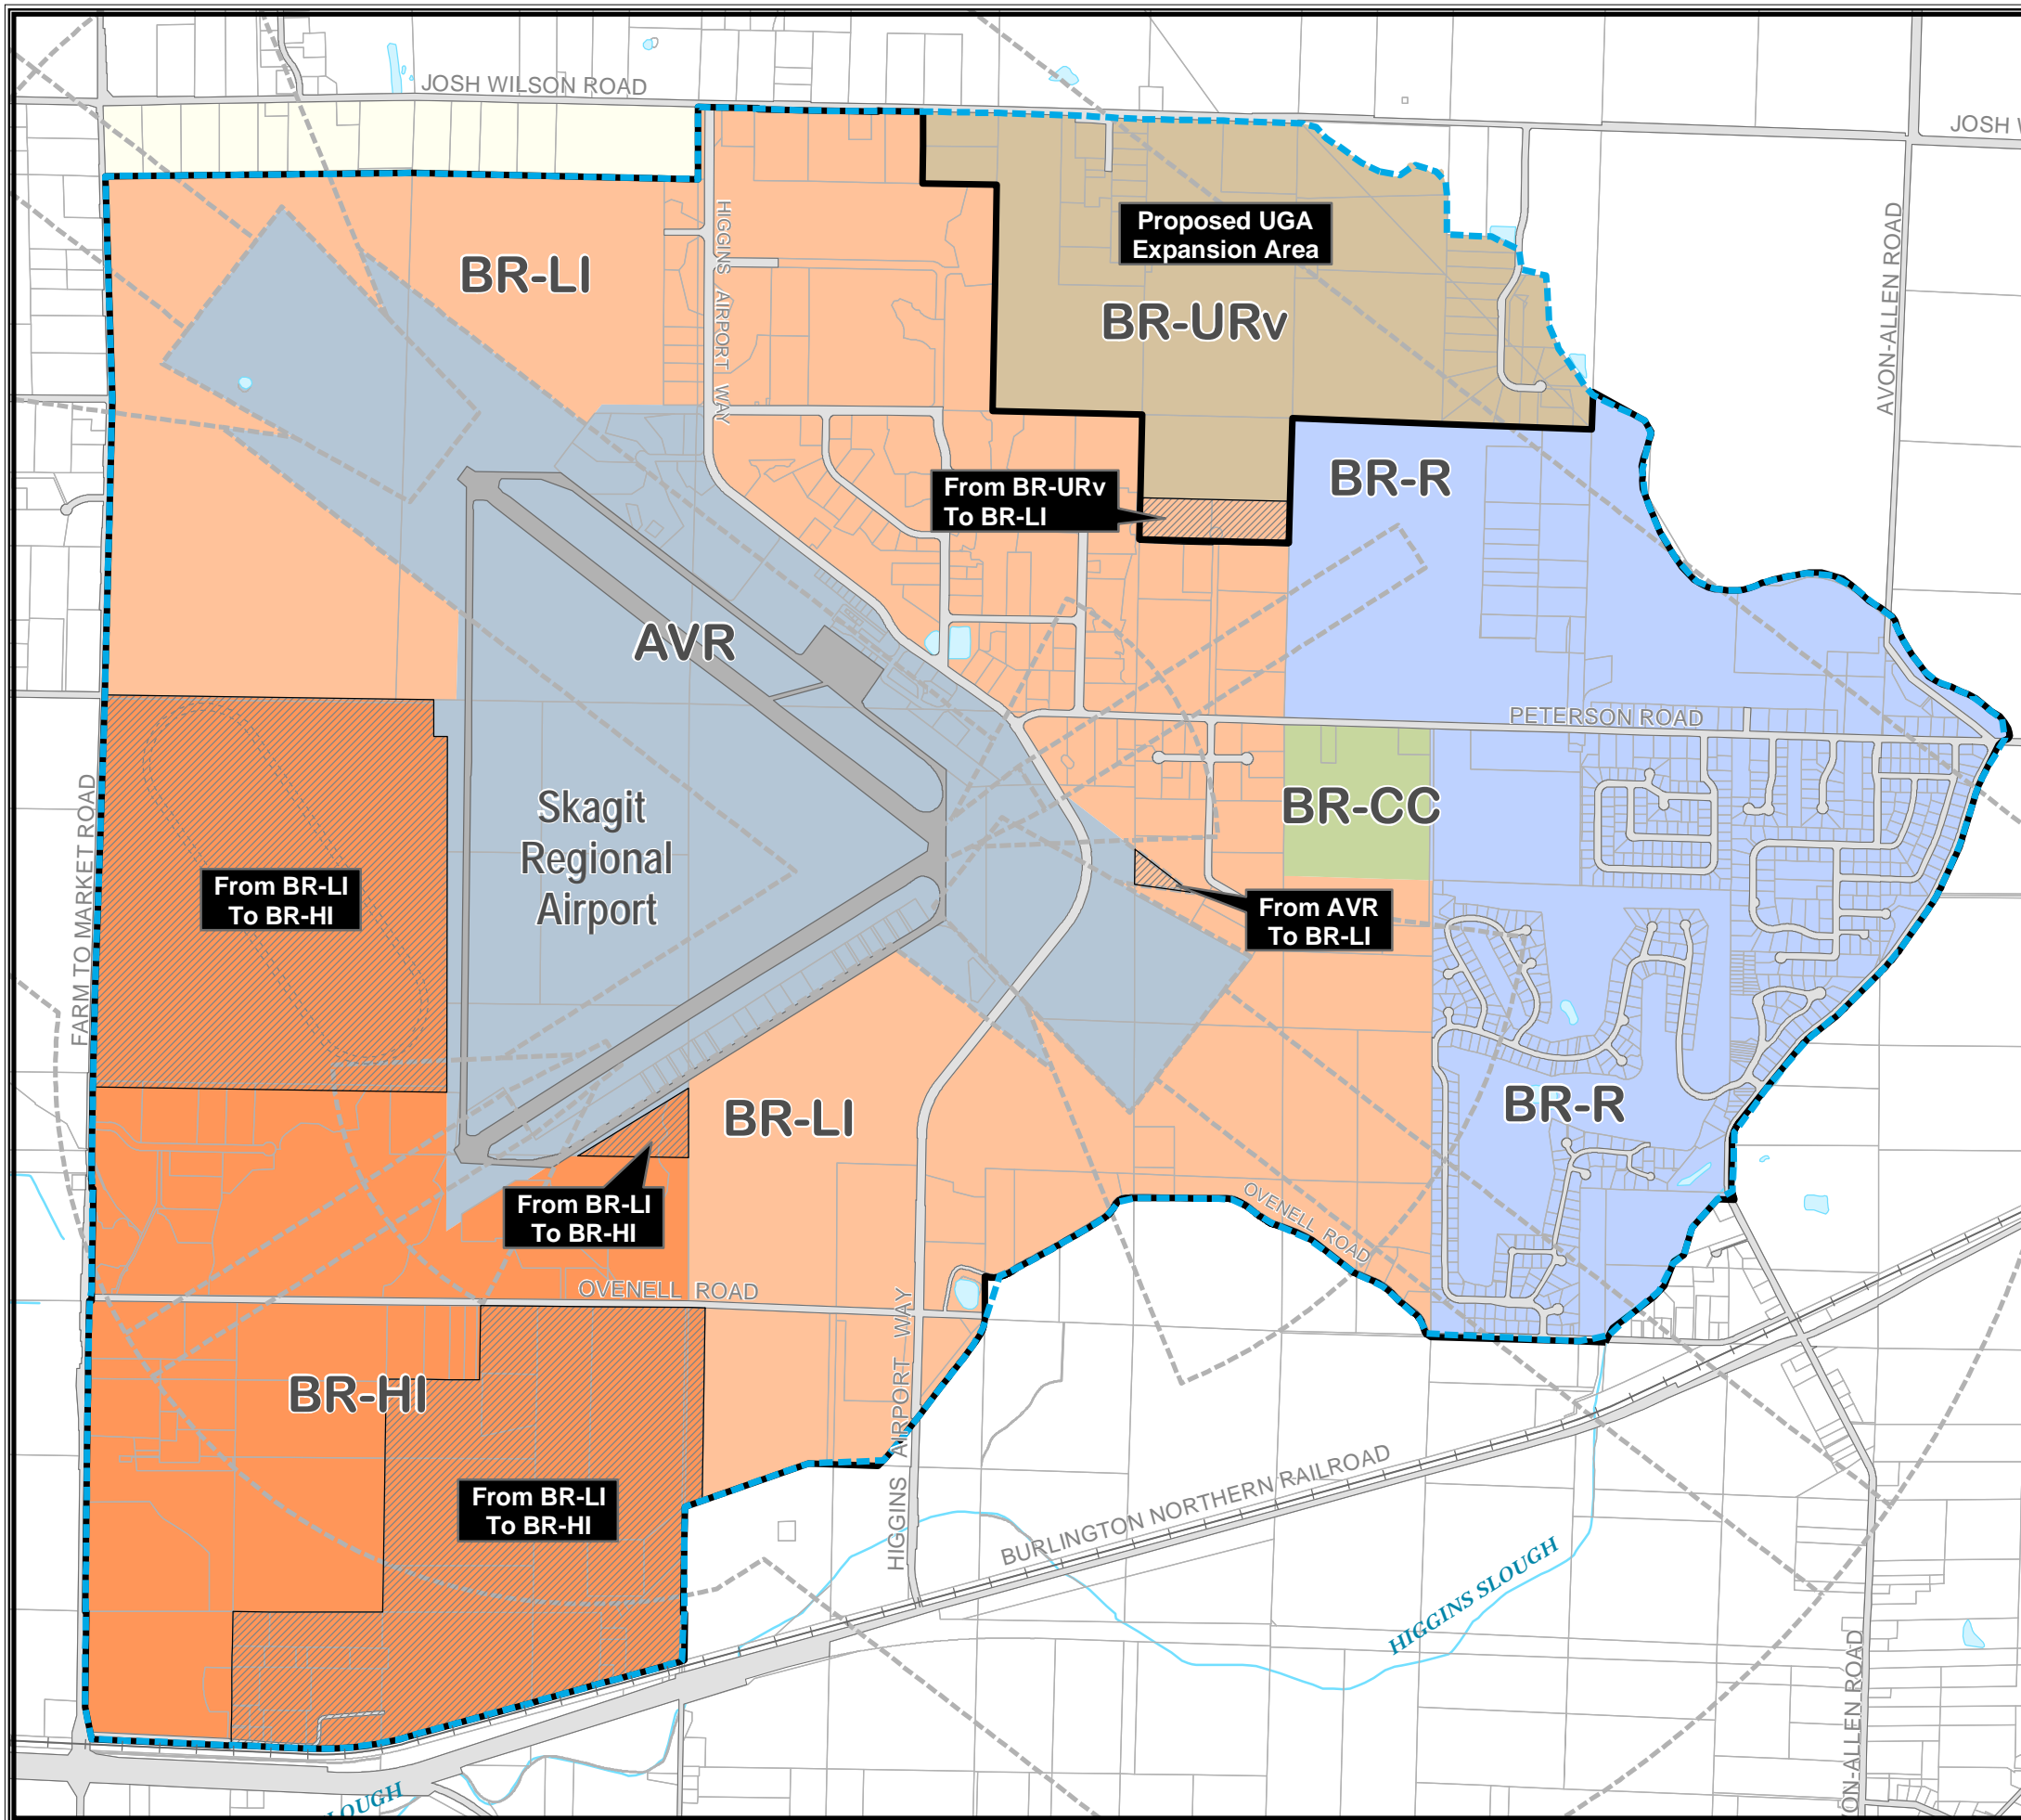 JOSH WILSON ROAD
JOSH
Proposed UGA
Expansion Area
HIGGINS AIRPORT WAY
AVON-ALLEN ROAD
BR-LI
BR-URv
BR-R
From BR-URv
To BR-LI
AVR
PETERSON ROAD
FARM TO MARKET ROAD
Skagit
Regional
Airport
BR-CC
From BR-LI
To BR-HI
From AVR
To BR-LI
BR-LI
BR-R
From BR-LI
To BR-HI
OVENELL ROAD
OVENELL ROAD
HIGGINS AIRPORT WAY
BR-HI
From BR-LI
To BR-HI
BURLINGTON NORTHERN RAILROAD
HIGGINS SLOUGH
ON-ALLEN ROAD
LOUGH